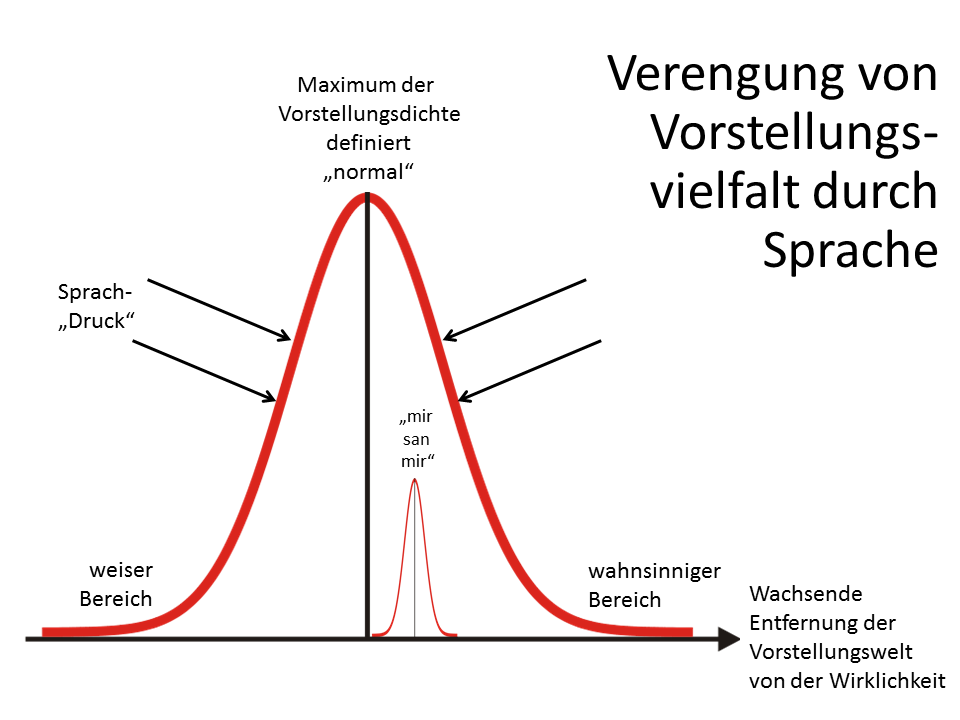 Verengung von
Vorstellungs-
vielfalt durch
Sprache
Maximum der
Vorstellungsdichte
definiert
„normal“
Sprach-
„Druck“
„mir
san
mir“
weiser
Bereich
wahnsinniger
Bereich
Wachsende
Entfernung der
Vorstellungswelt
von der Wirklichkeit